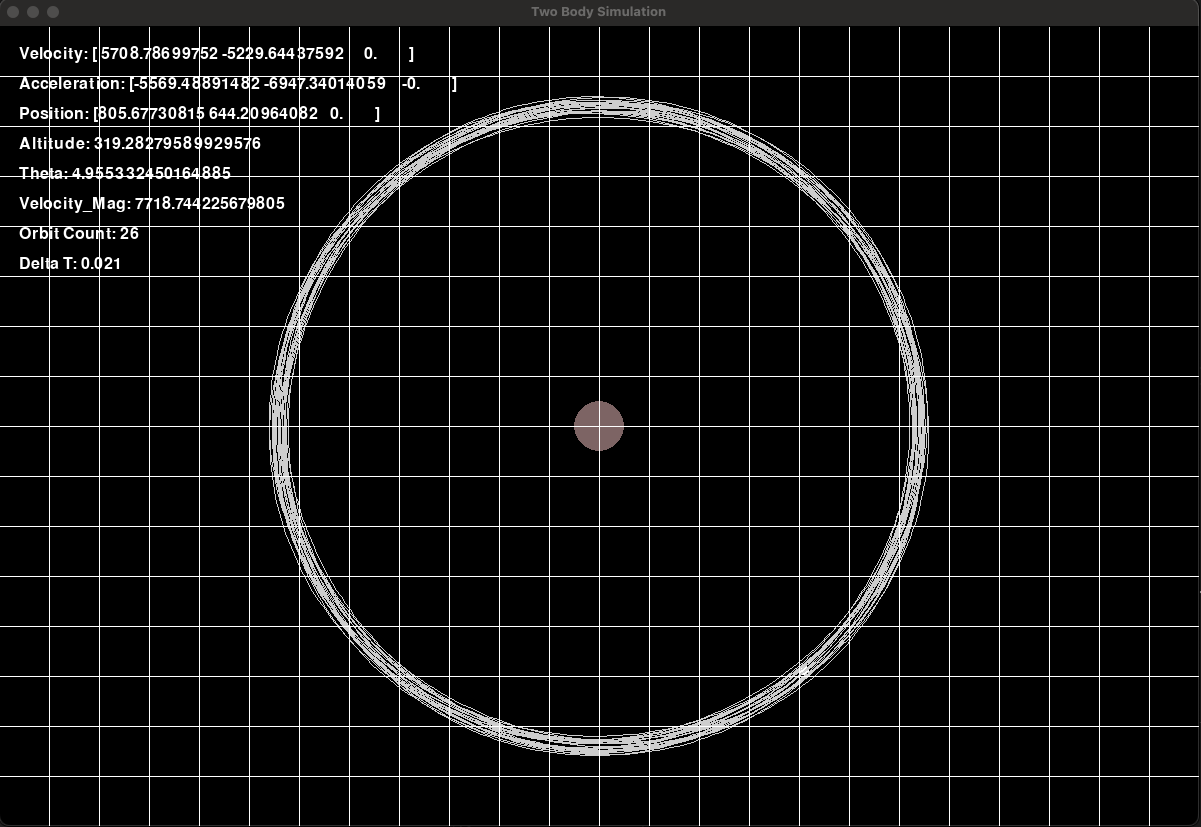 Two Body Simulation
Velocity: [ 5708.78699752 -5229.64437592 0. ]
Acceleration: [-5569.48891482 -6947.34014059 -0. ]
Position: [805.67730815 644.20964082 0. ]
Altitude: 319.28279589929576
Theta: 4.955332450164885
Velocity_Mag: 7718.744225679805
Orbit Count: 26
Delta T: 0.021